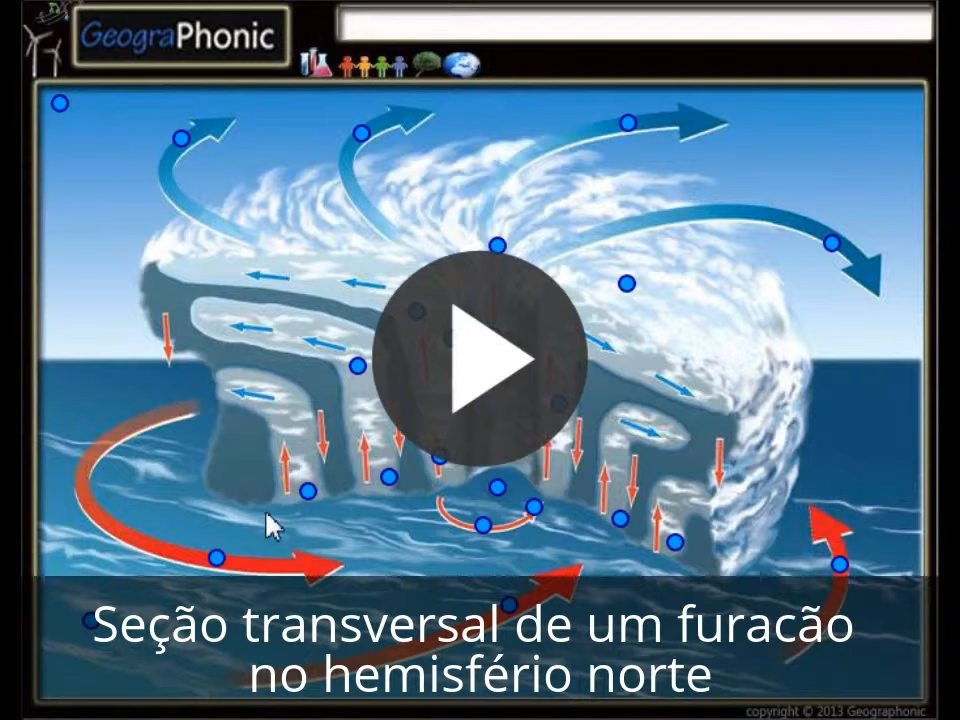 GeograPhonic
Seção transversal de um furacão
no hemisfério norte
copyright © 2013 Geographonic